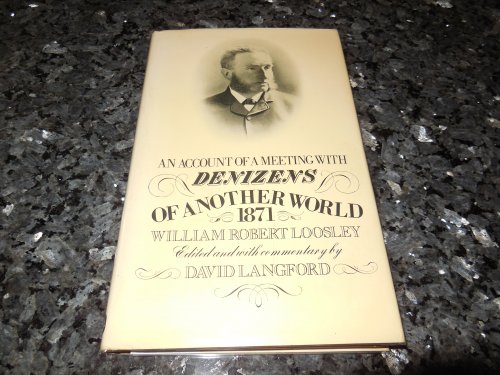 AN ACCOUNT OF A MEETING WITH
DENIZENS
OF ANOTHER WORLD
1871
WILLIAM ROBERT LOOSLEY
Edited and with commentary by
DAVID LANGFORD